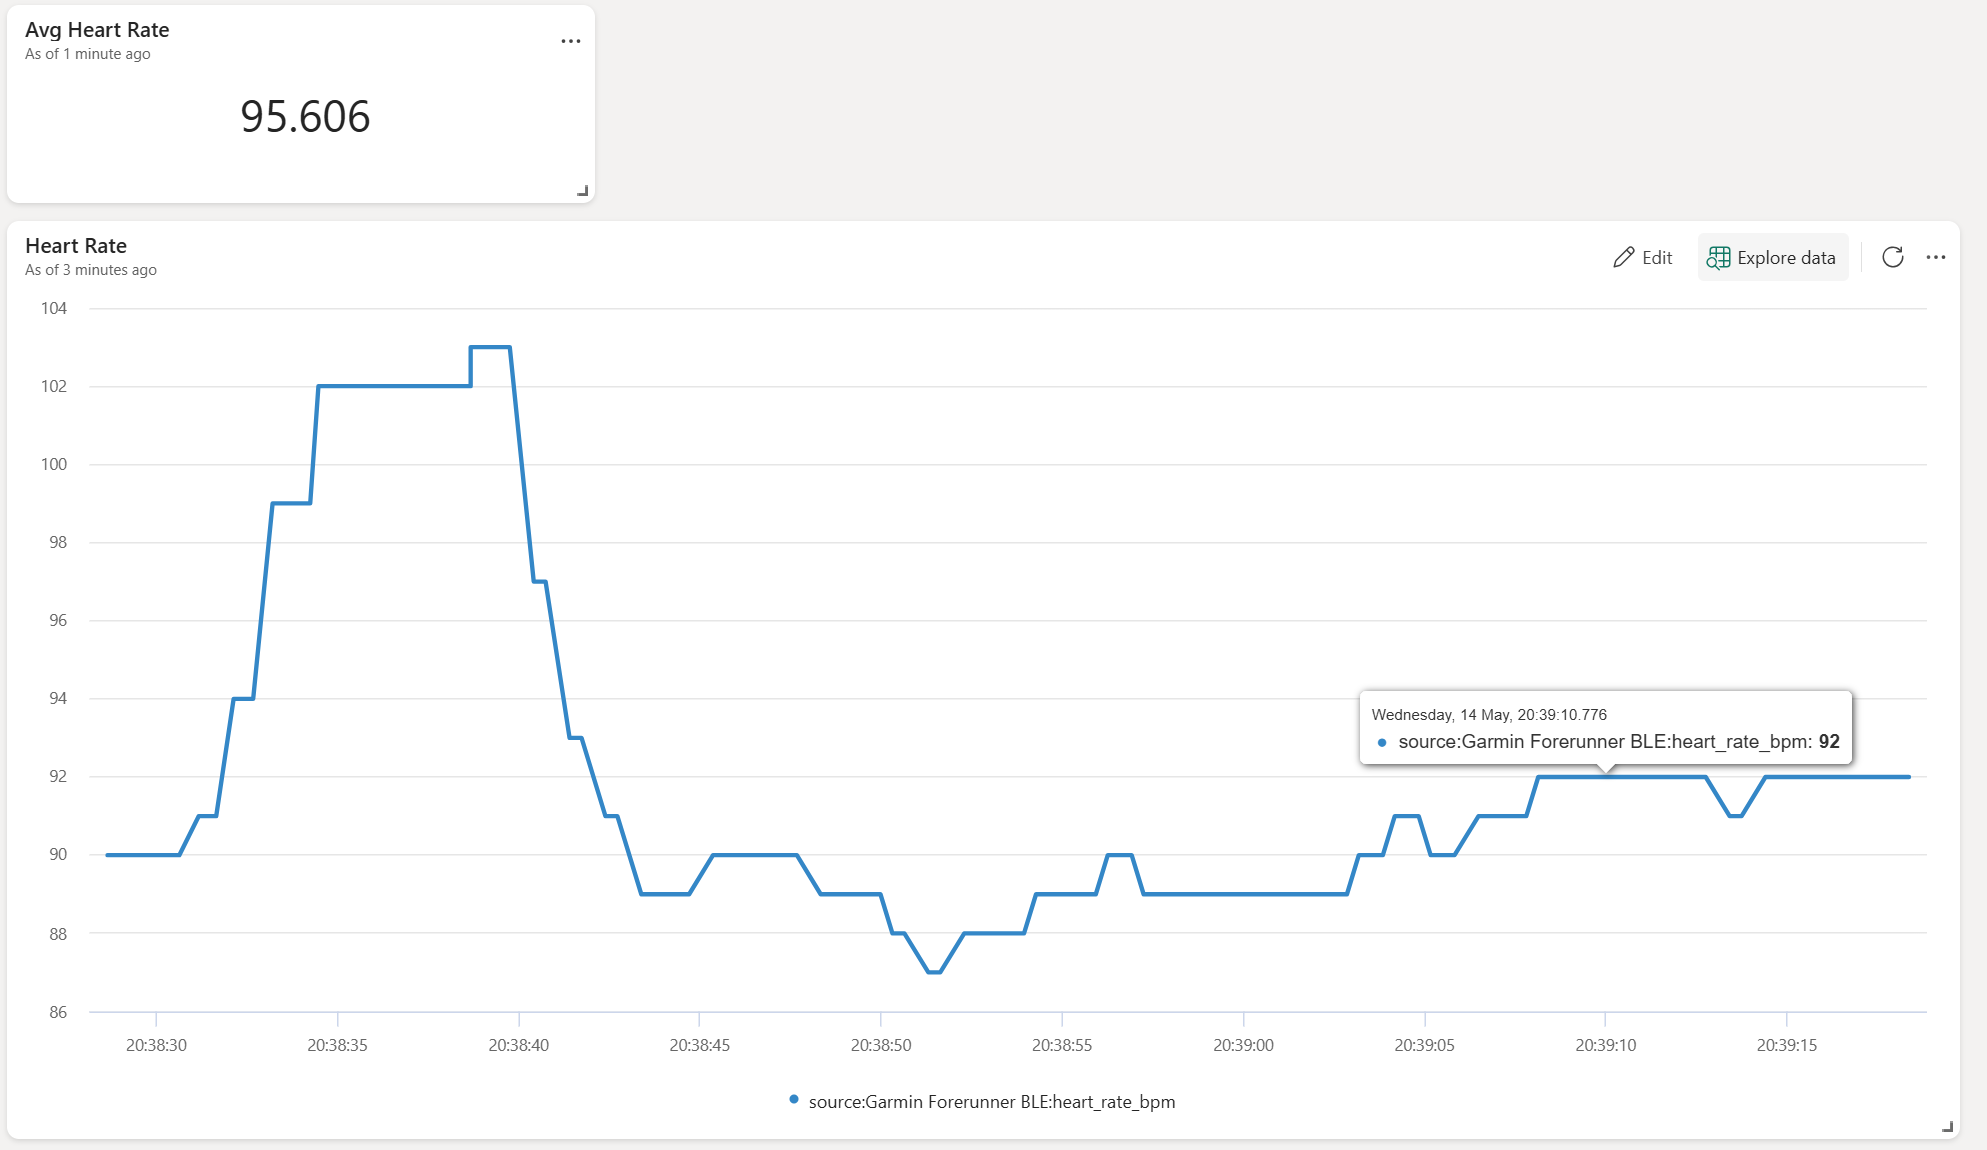 Avg Heart Rate
As of 1 minute ago
95.606
Heart Rate
As of 3 minutes ago
Edit
Explore data
104
102
100
98
96
94
92
90
88
86
Wednesday, 14 May, 20:39:10.776
source:Garmin Forerunner BLE:heart_rate_bpm: 92
20:38:30 20:38:35 20:38:40 20:38:45 20:38:50 20:38:55 20:39:00 20:39:05 20:39:10 20:39:15
source:Garmin Forerunner BLE:heart_rate_bpm